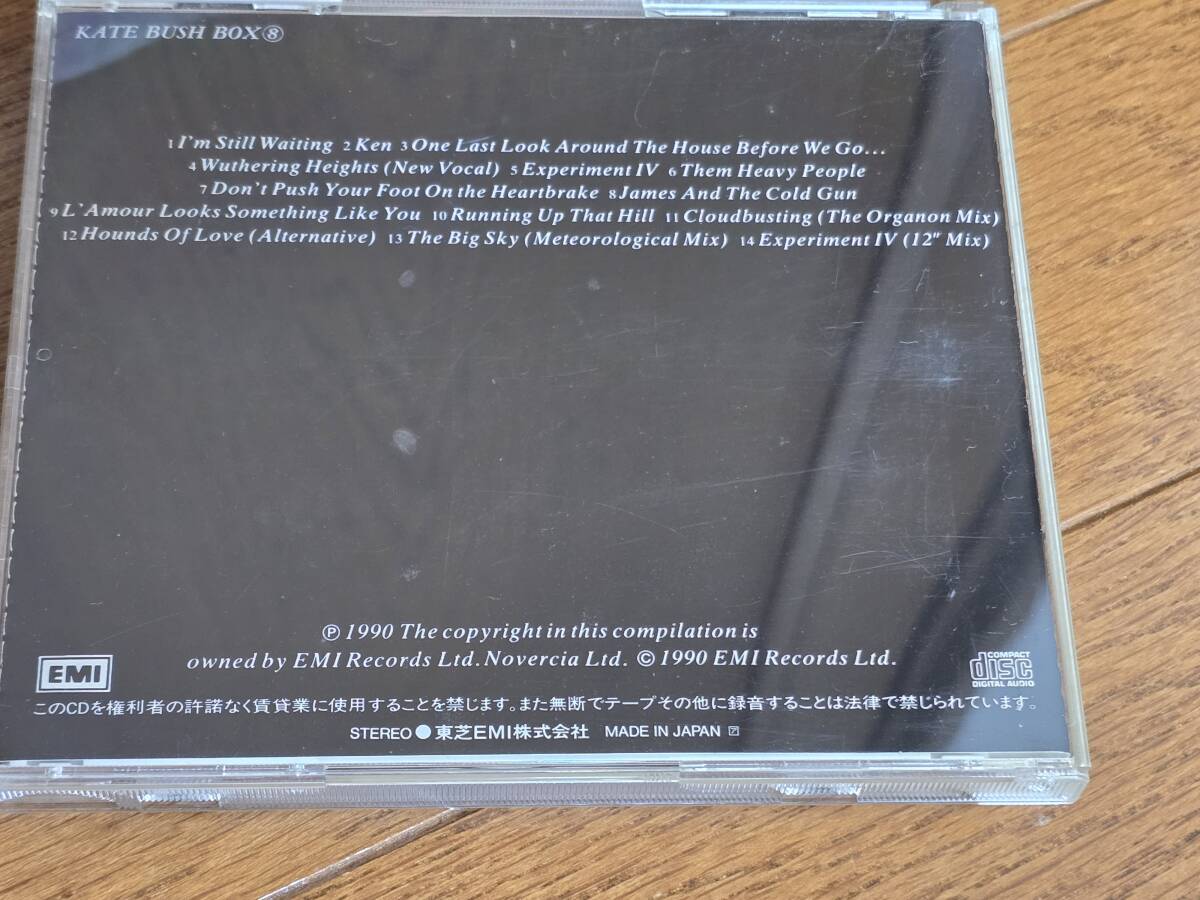 KATE BUSH BOX⑧
1 I'm Still Waiting 2 Ken 3 One Last Look Around The House Before We Go...
4 Wuthering Heights (New Vocal) 5 Experiment IV 6 Them Heavy People
7 Don't Push Your Foot On the Heartbrake 8 James And The Cold Gun
9 L'Amour Looks Something Like You 10 Running Up That Hill 11 Cloudbusting (The Organon Mix)
12 Hounds Of Love (Alternative) 13 The Big Sky (Meteorological Mix) 14 Experiment IV (12" Mix)
℗ 1990 The copyright in this compilation is
owned by EMI Records Ltd. Novercia Ltd. © 1990 EMI Records Ltd.
EMI
COMPACT
disc
DIGITAL AUDIO
このCDを権利者の許諾なく賃貸業に使用することを禁じます。また無断でテープその他に録音することは法律で禁じられています。
STEREO ● 東芝EMI株式会社 MADE IN JAPAN ア